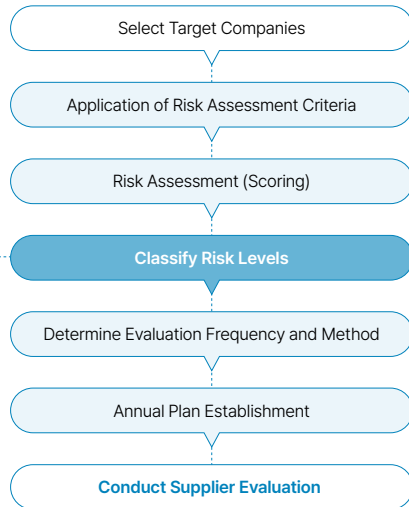 Select Target Companies
Application of Risk Assessment Criteria
Risk Assessment (Scoring)
Classify Risk Levels
Determine Evaluation Frequency and Method
Annual Plan Establishment
Conduct Supplier Evaluation